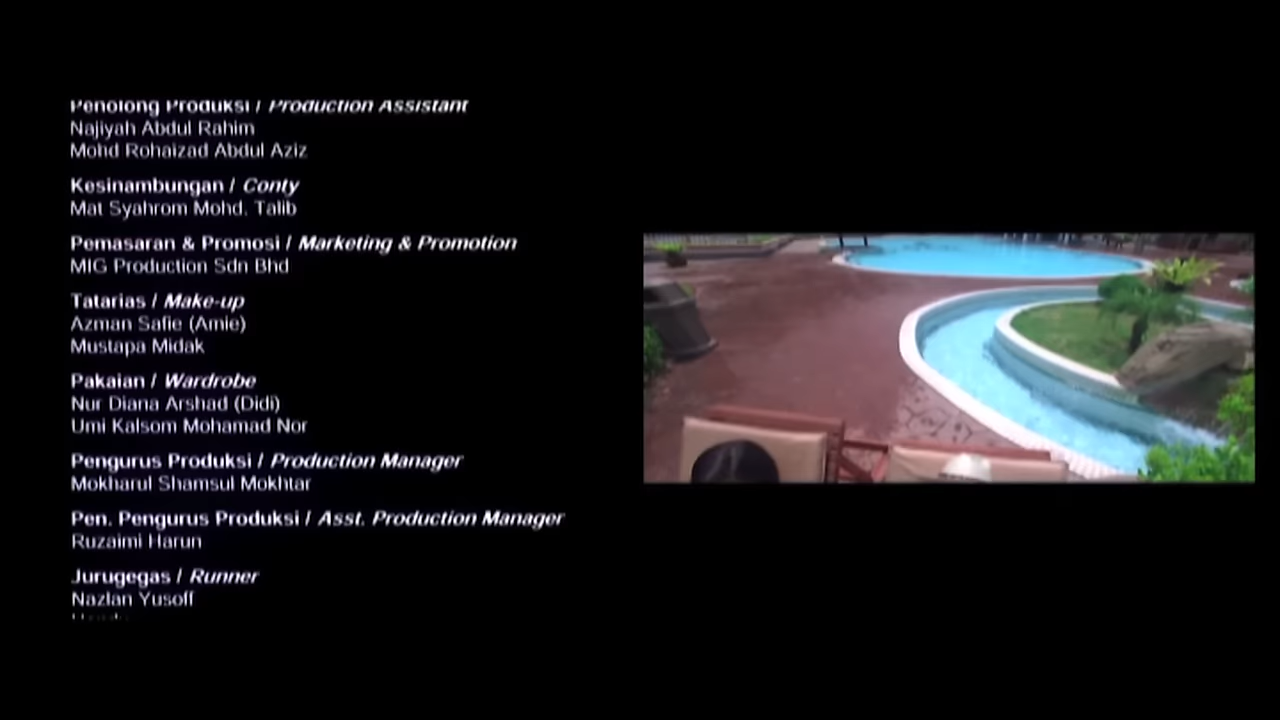 Penolong Produksi / Production Assistant
Najiyah Abdul Rahim
Mohd Rohaizad Abdul Aziz
Kesinambungan / Conty
Mat Syahrom Mohd. Talib
Pemasaran & Promosi / Marketing & Promotion
MIG Production Sdn Bhd
Tatarias / Make-up
Azman Safie (Amie)
Mustapa Midak
Pakaian / Wardrobe
Nur Diana Arshad (Didi)
Umi Kalsom Mohamad Nor
Pengurus Produksi / Production Manager
Mokharul Shamsul Mokhtar
Pen. Pengurus Produksi / Asst. Production Manager
Ruzaimi Harun
Jurugegas / Runner
Nazlan Yusoff